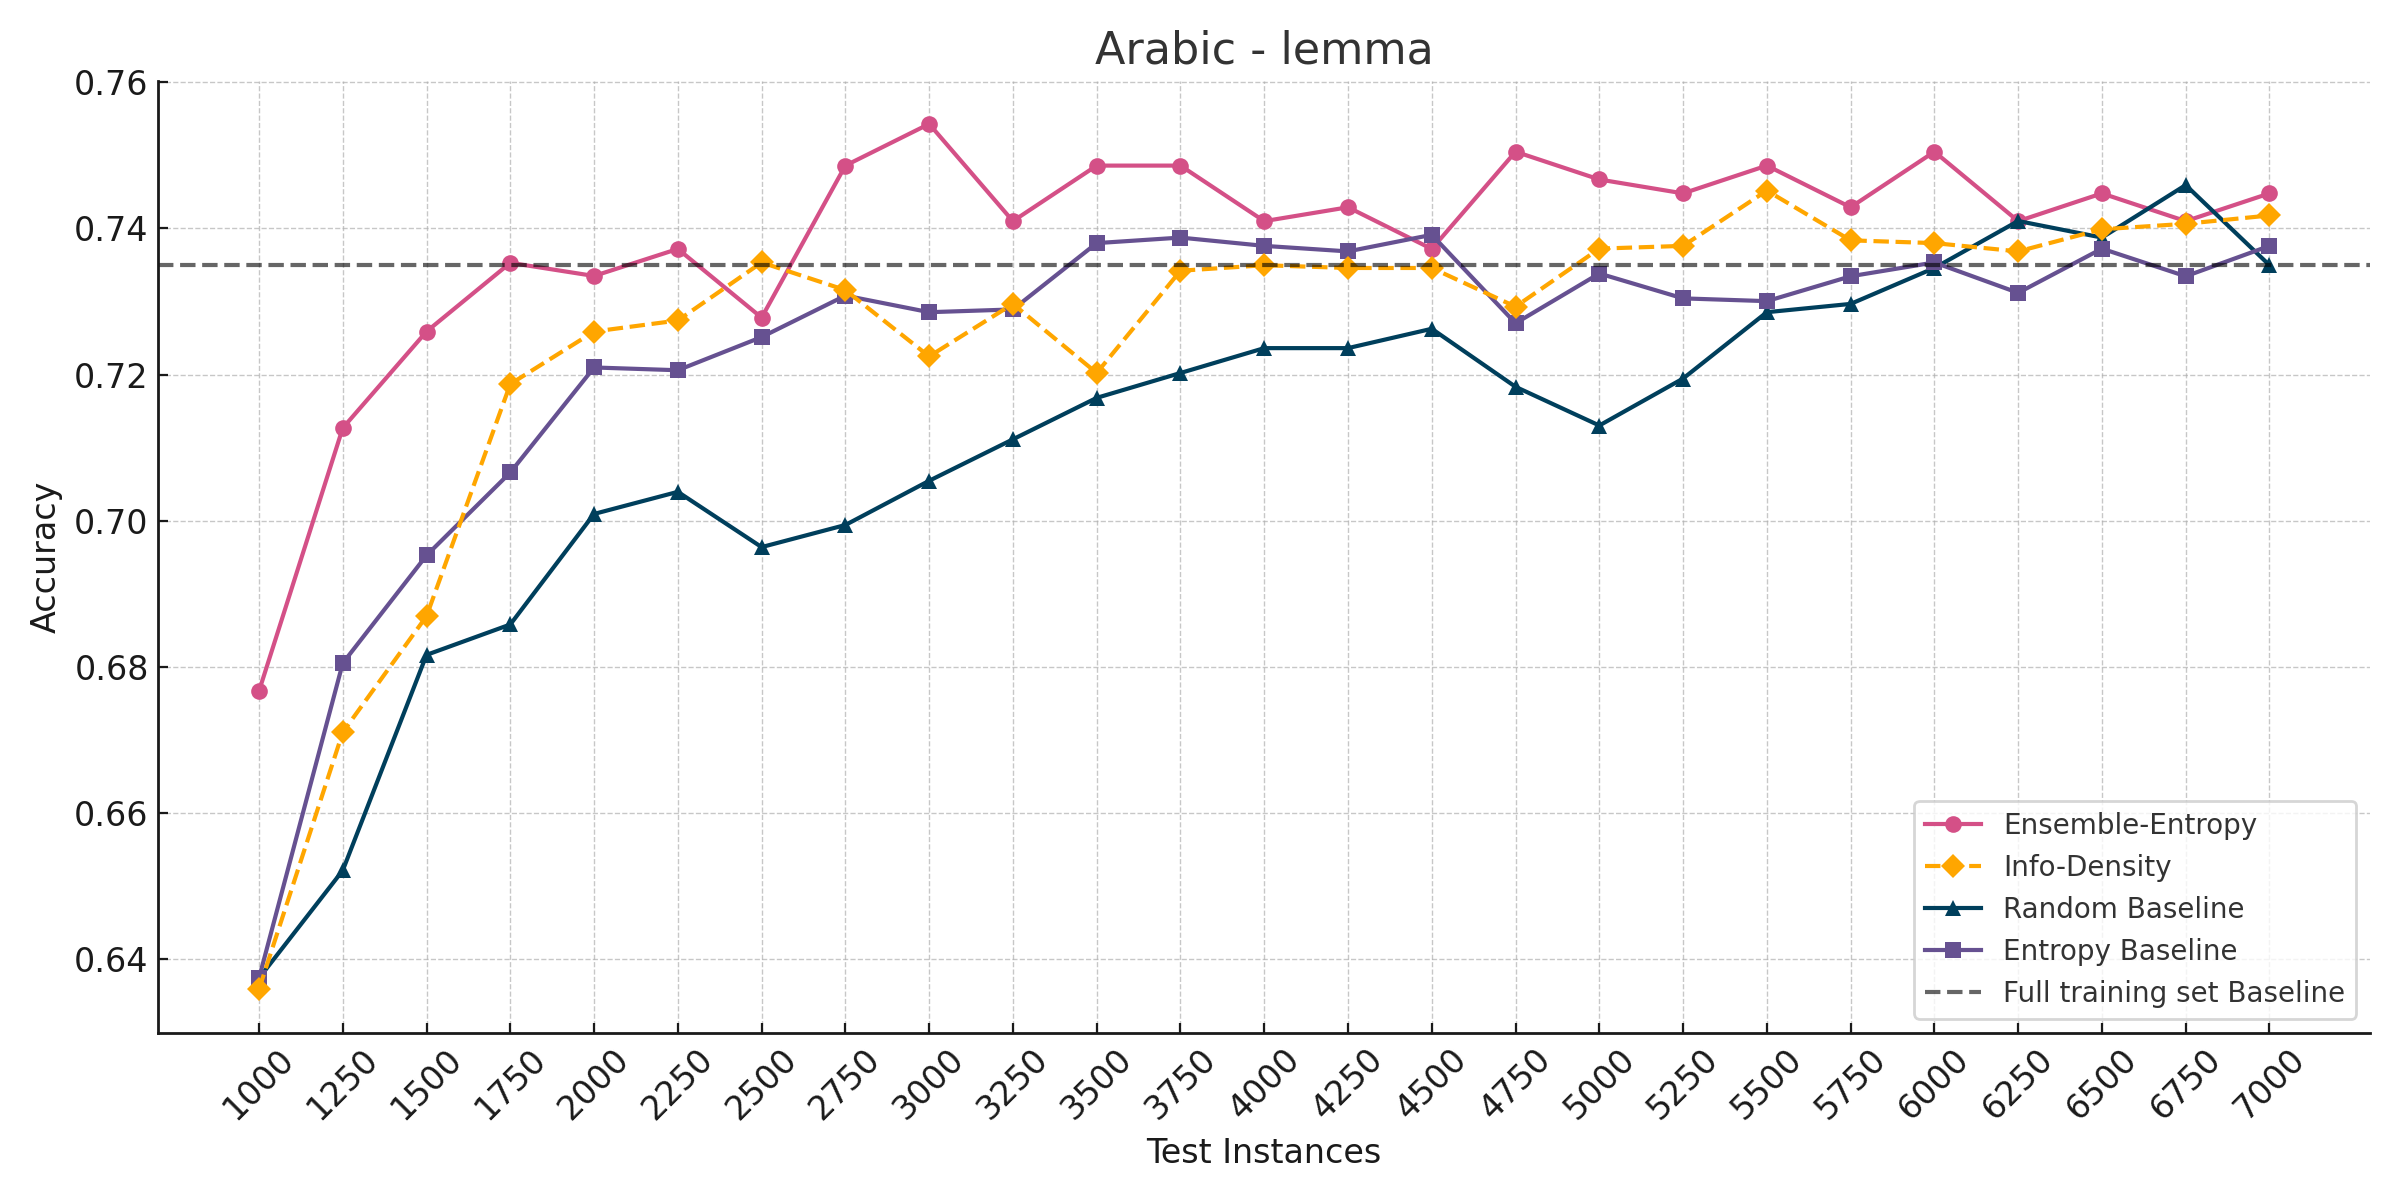 Arabic - lemma
0.76
0.74
0.72
0.70
0.68
0.66
0.64
Accuracy
Ensemble-Entropy
Info-Density
Random Baseline
Entropy Baseline
Full training set Baseline
1000 1250 1500 1750 2000 2250 2500 2750 3000 3250 3500 3750 4000 4250 4500 4750 5000 5250 5500 5750 6000 6250 6500 6750 7000
Test Instances